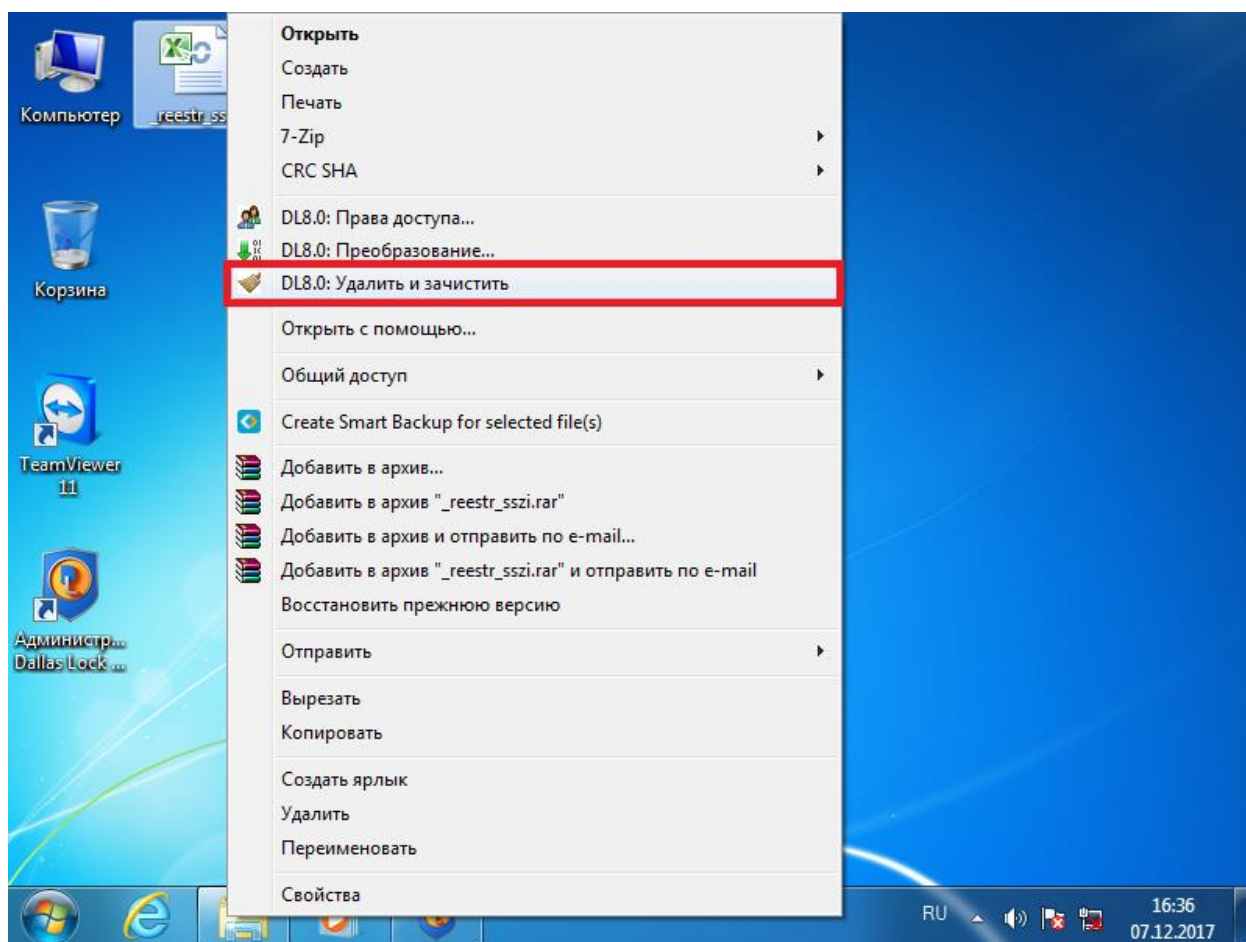 Компьютер
_reestr_ss
Корзина
TeamViewer
11
Администр...
Dallas Lock ...
Открыть
Создать
Печать
7-Zip
CRC SHA
DL8.0: Права доступа...
DL8.0: Преобразование...
DL8.0: Удалить и зачистить
Открыть с помощью...
Общий доступ
Create Smart Backup for selected file(s)
Добавить в архив...
Добавить в архив "_reestr_sszi.rar"
Добавить в архив и отправить по e-mail...
Добавить в архив "_reestr_sszi.rar" и отправить по e-mail
Восстановить прежнюю версию
Отправить
Вырезать
Копировать
Создать ярлык
Удалить
Переименовать
Свойства
RU
16:36
07.12.2017